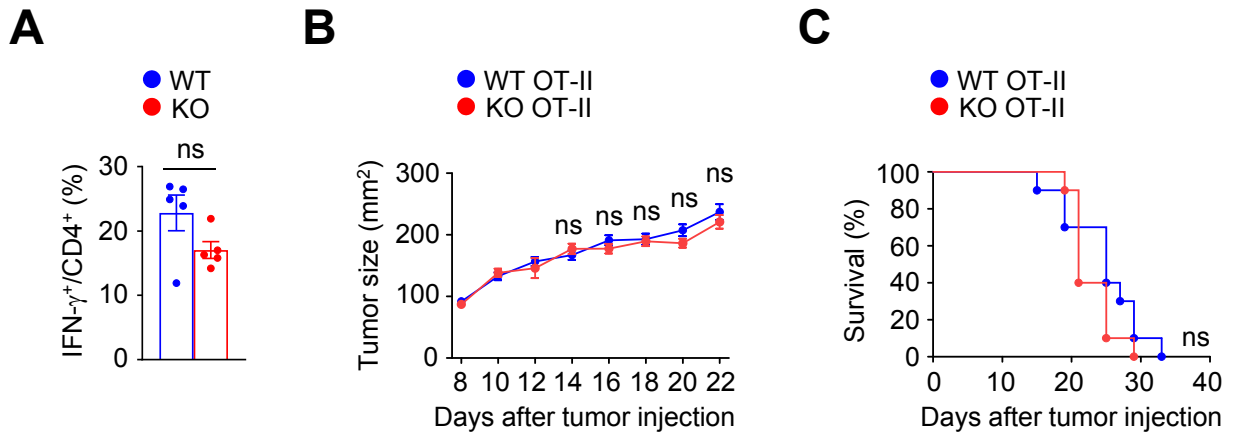 A
WT
KO
ns
IFN-γ⁺/CD4⁺ (%)
30
20
10
0
B
WT OT-II
KO OT-II
Tumor size (mm²)
300
200
100
0
ns
ns
ns
ns
ns
8 10 12 14 16 18 20 22
Days after tumor injection
C
WT OT-II
KO OT-II
Survival (%)
100
80
60
40
20
0
ns
0 10 20 30 40
Days after tumor injection